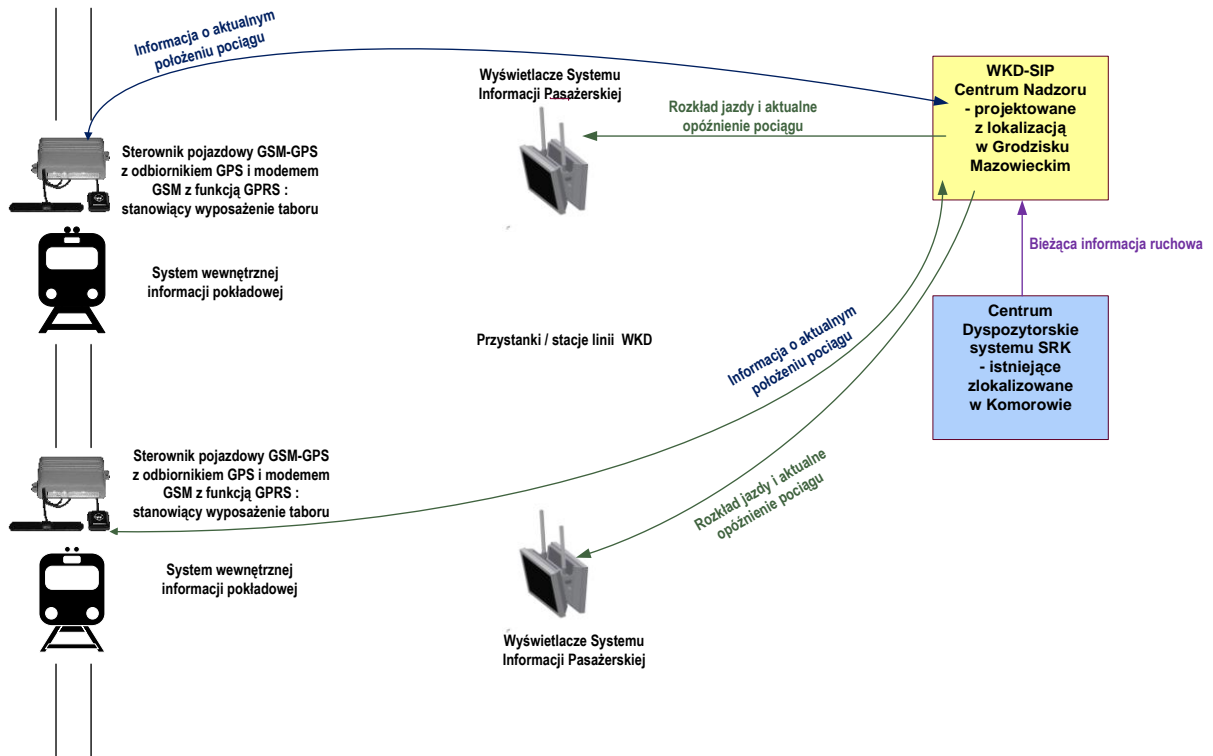 Informacja o aktualnym
położeniu pociągu
Wyświetlacze Systemu
Informacji Pasażerskiej
Rozkład jazdy i aktualne
opóźnienie pociągu
WKD-SIP
Centrum Nadzoru
- projektowane
z lokalizacją
w Grodzisku
Mazowieckim
Sterownik pojazdowy GSM-GPS
z odbiornikiem GPS i modemem
GSM z funkcją GPRS :
stanowiący wyposażenie taboru
Bieżąca informacja ruchowa
System wewnętrznej
informacji pokładowej
Centrum
Dyspozytorskie
systemu SRK
- istniejące
zlokalizowane
w Komorowie
Przystanki / stacje linii WKD
Informacja o aktualnym
położeniu pociągu
Sterownik pojazdowy GSM-GPS
z odbiornikiem GPS i modemem
GSM z funkcją GPRS :
stanowiący wyposażenie taboru
Rozkład jazdy i aktualne
opóźnienie pociągu
System wewnętrznej
informacji pokładowej
Wyświetlacze Systemu
Informacji Pasażerskiej